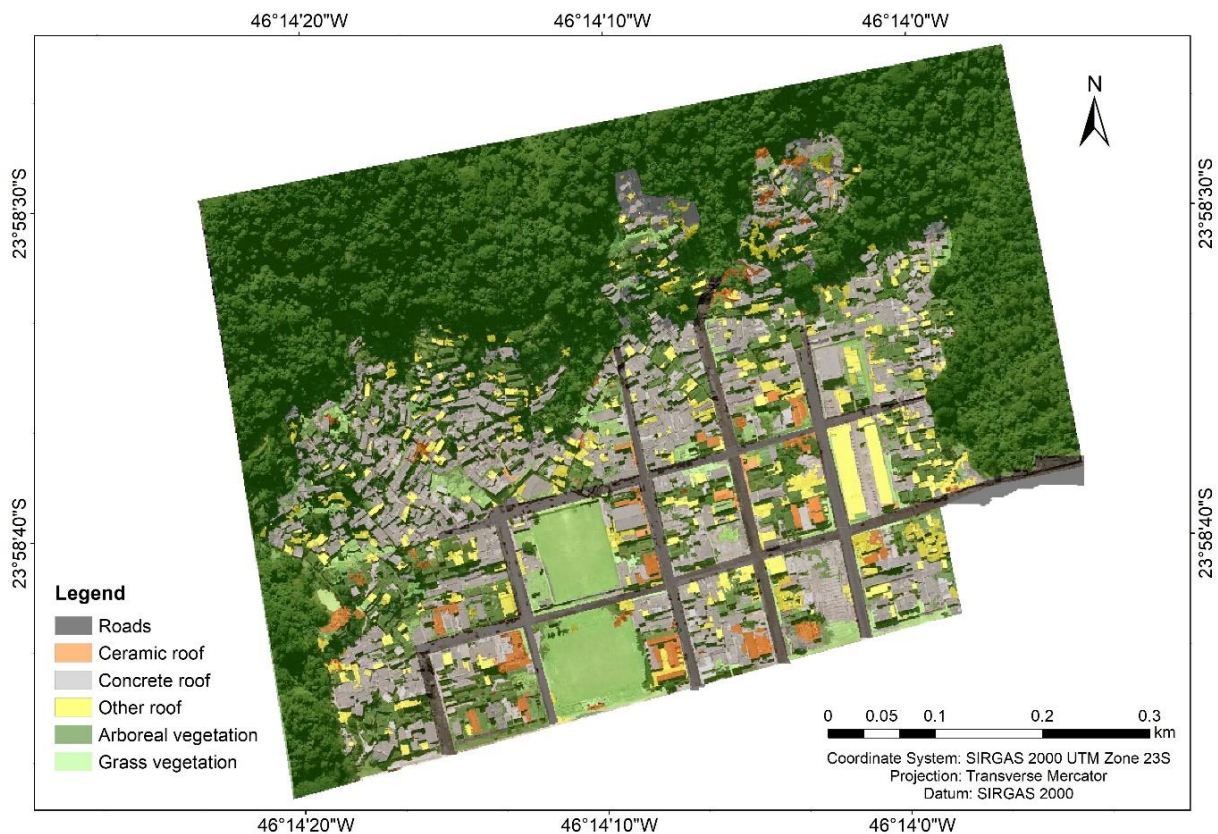 46°14'20"W 46°14'10"W 46°14'0"W
N
23°58'30"S 23°58'30"S
23°58'40"S 23°58'40"S
Legend
Roads
Ceramic roof
Concrete roof
Other roof
Arboreal vegetation
Grass vegetation
0 0.05 0.1 0.2 0.3
km
Coordinate System: SIRGAS 2000 UTM Zone 23S
Projection: Transverse Mercator
Datum: SIRGAS 2000
46°14'20"W 46°14'10"W 46°14'0"W